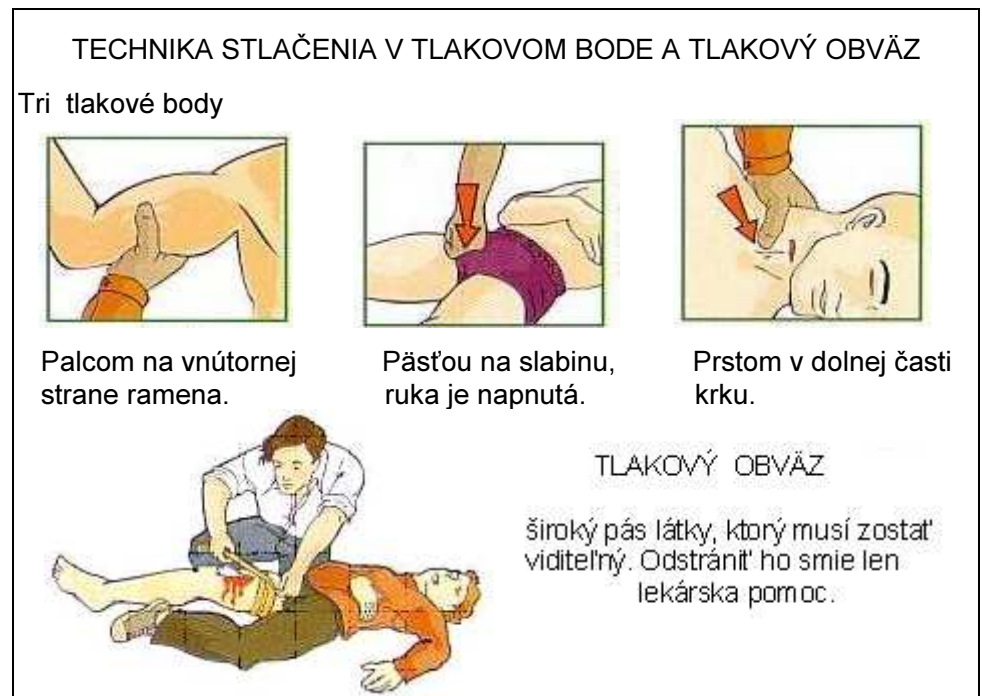 TECHNIKA STLAČENIA V TLAKOVOM BODE A TLAKOVÝ OBVÄZ
Tri tlakové body
Palcom na vnútornej
strane ramena.
Päsťou na slabinu,
ruka je napnutá.
Prstom v dolnej časti
krku.
TLAKOVÝ OBVÄZ
široký pás látky, ktorý musí zostať
viditeľný. Odstrániť ho smie len
lekárska pomoc.